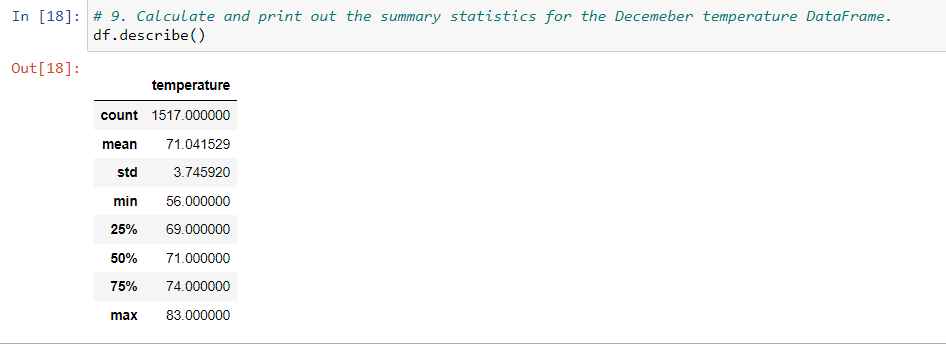 In [18]: # 9. Calculate and print out the summary statistics for the Decemeber temperature DataFrame.
df.describe()
Out[18]:
temperature
count 1517.000000
mean 71.041529
std 3.745920
min 56.000000
25% 69.000000
50% 71.000000
75% 74.000000
max 83.000000